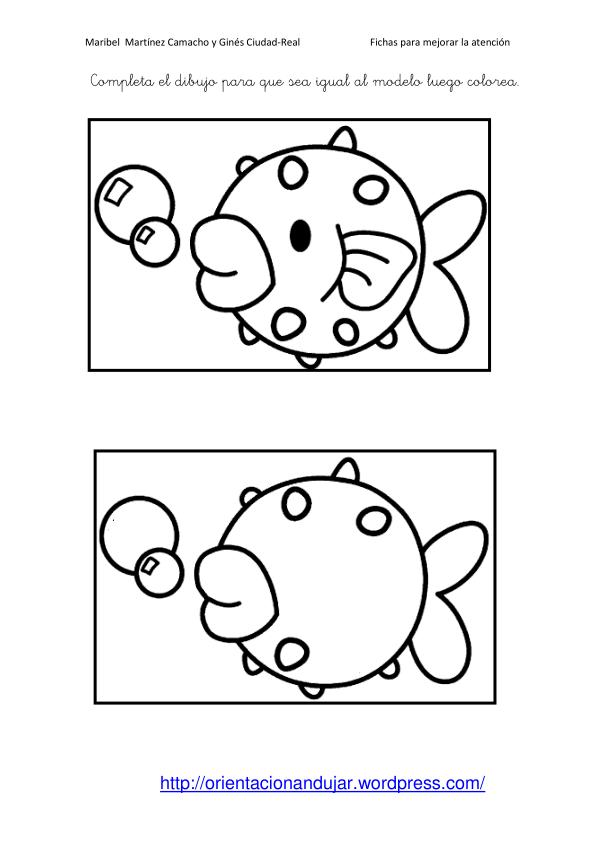 Maribel Martínez Camacho y Ginés Ciudad-Real Fichas para mejorar la atención
Completa el dibujo para que sea igual al modelo luego colorea.
http://orientacionandujar.wordpress.com/